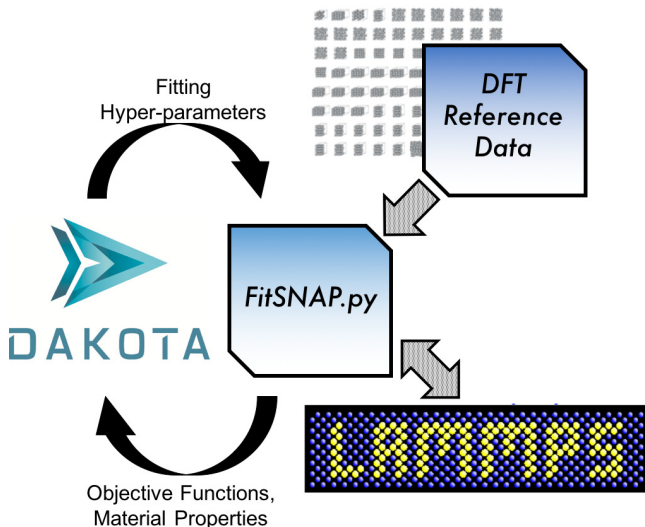 Fitting
Hyper-parameters
DFT
Reference
Data
FitSNAP.py
DAKOTA
LAMMPS
Objective Functions,
Material Properties